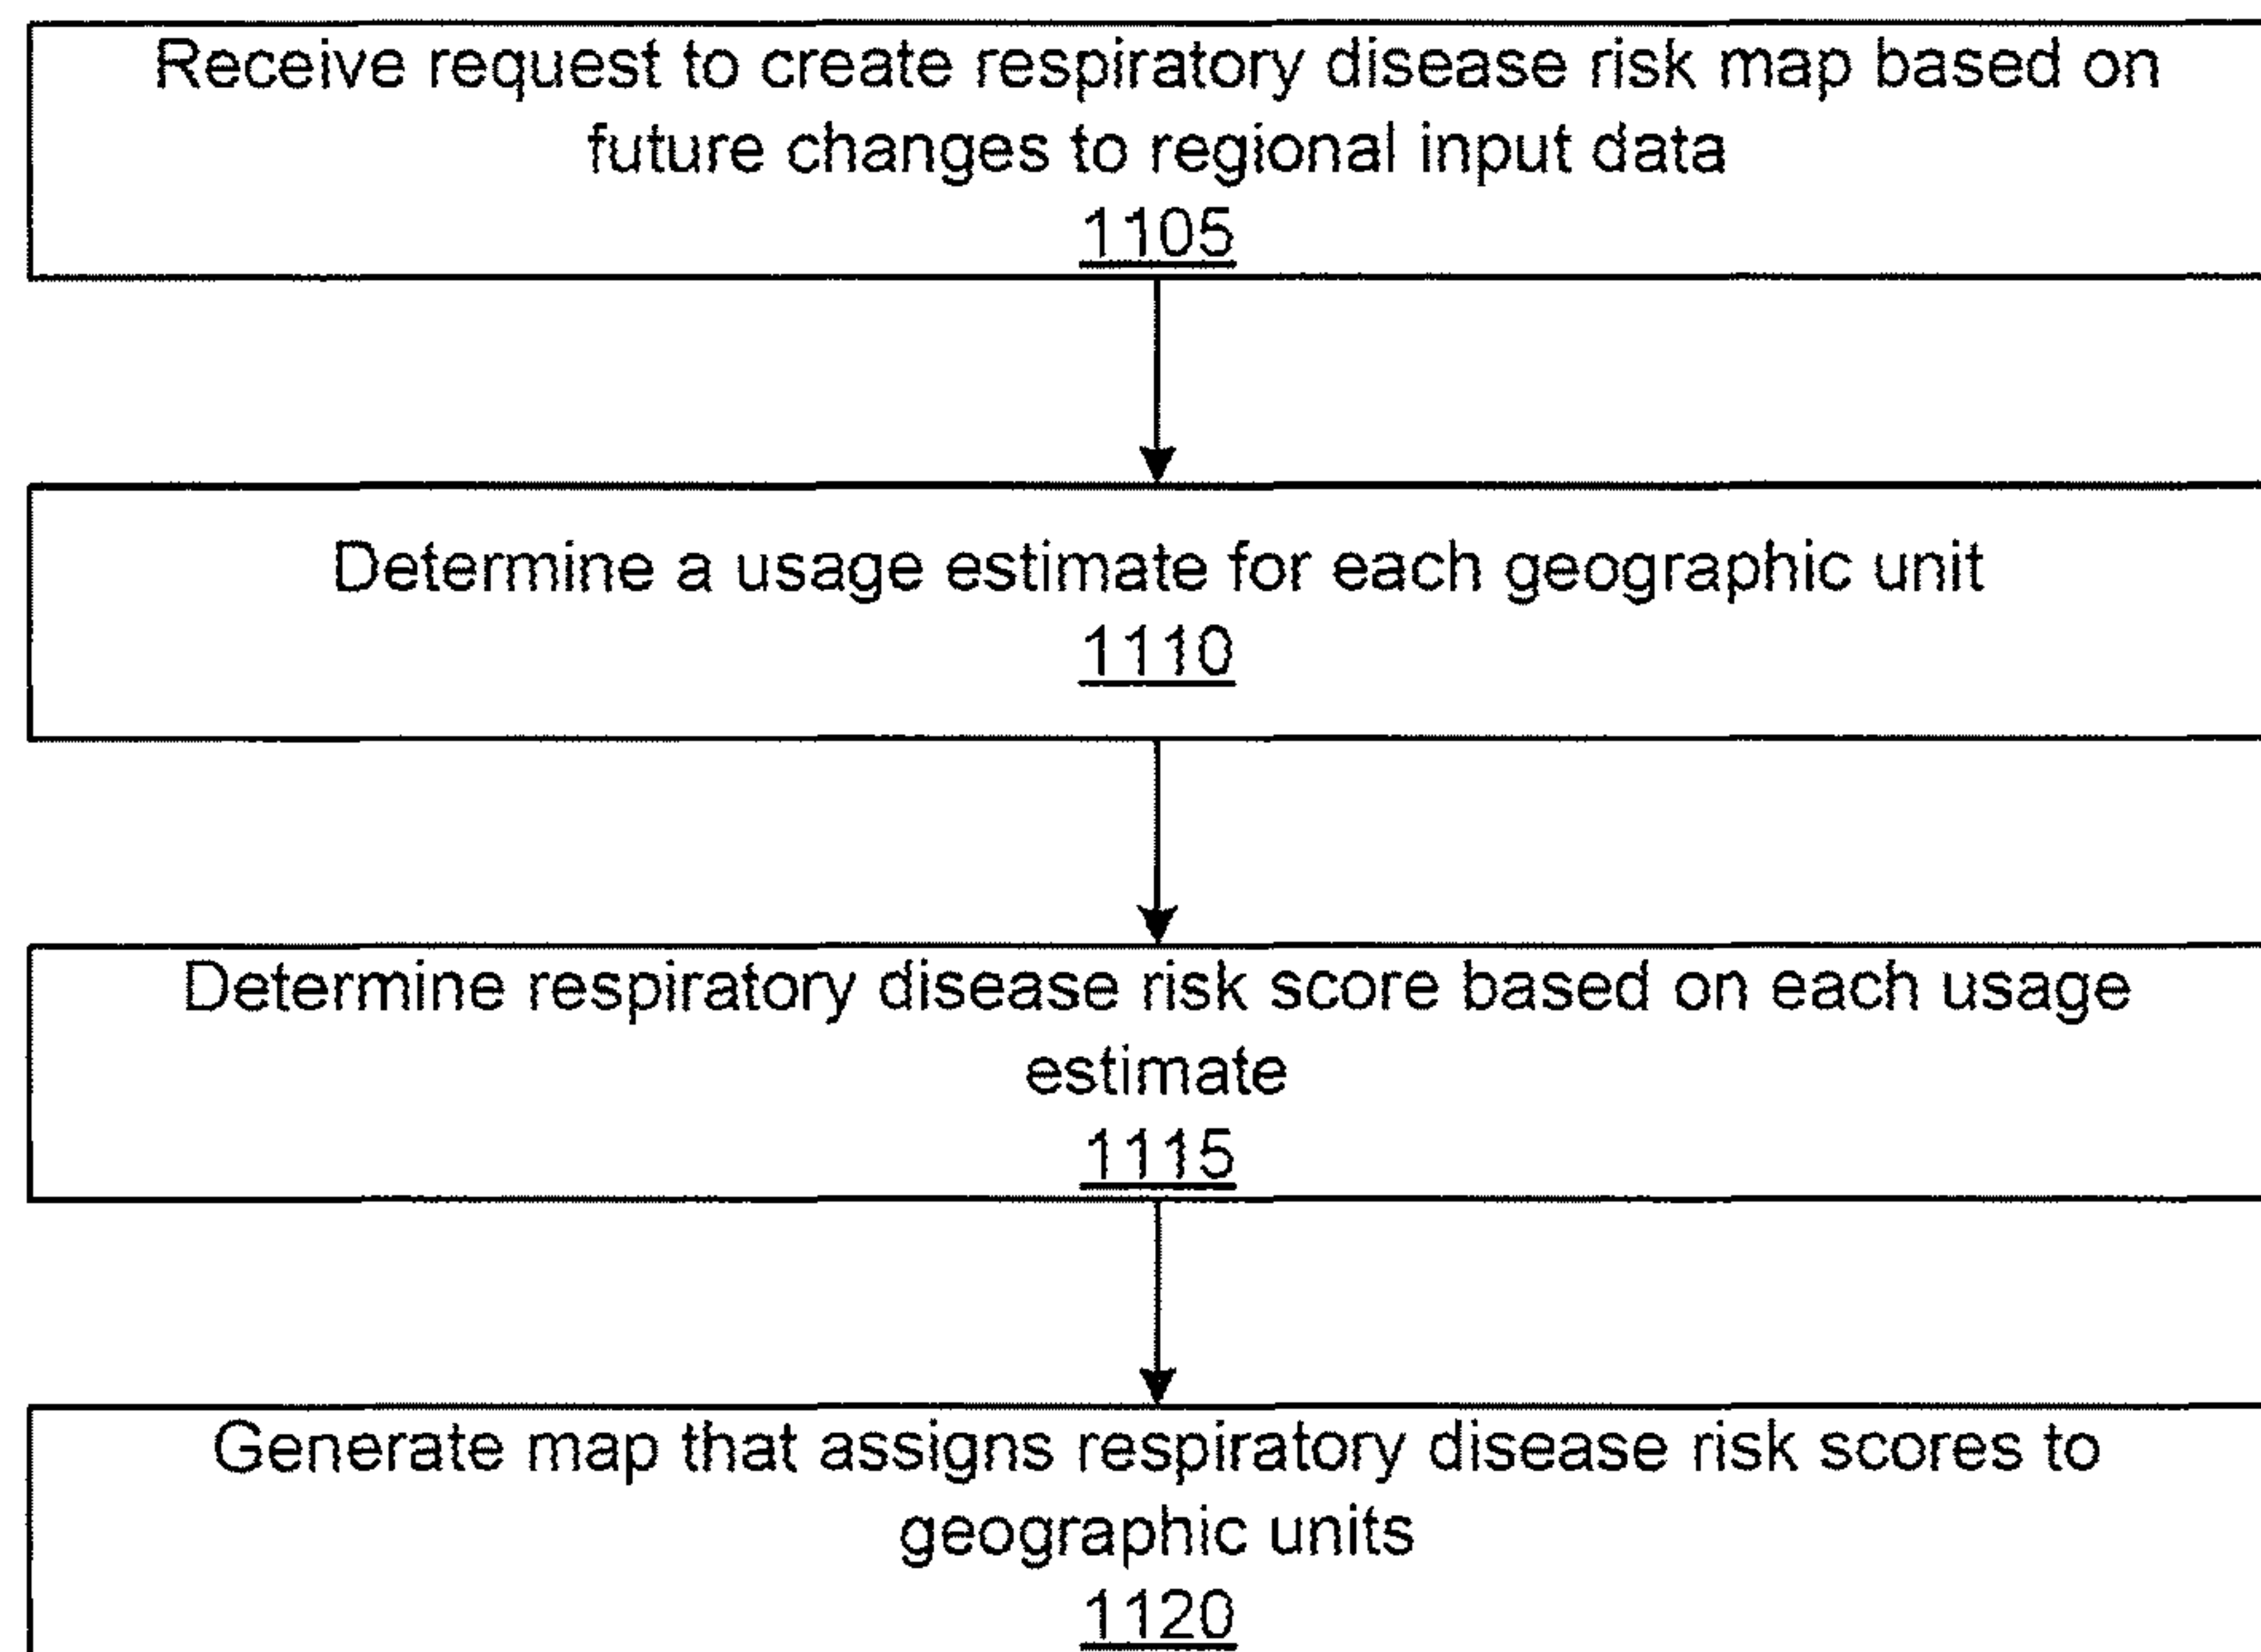 Receive request to create respiratory disease risk map based on
future changes to regional input data
1105
Determine a usage estimate for each geographic unit
1110
Determine respiratory disease risk score based on each usage
estimate
1115
Generate map that assigns respiratory disease risk scores to
geographic units
1120